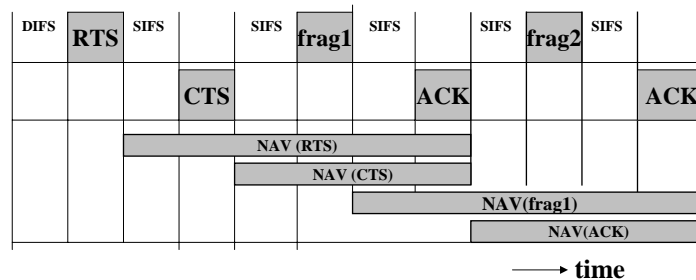 DIFS RTS SIFS SIFS frag1 SIFS SIFS frag2 SIFS
CTS ACK ACK
NAV (RTS)
NAV (CTS)
NAV(frag1)
NAV(ACK)
time